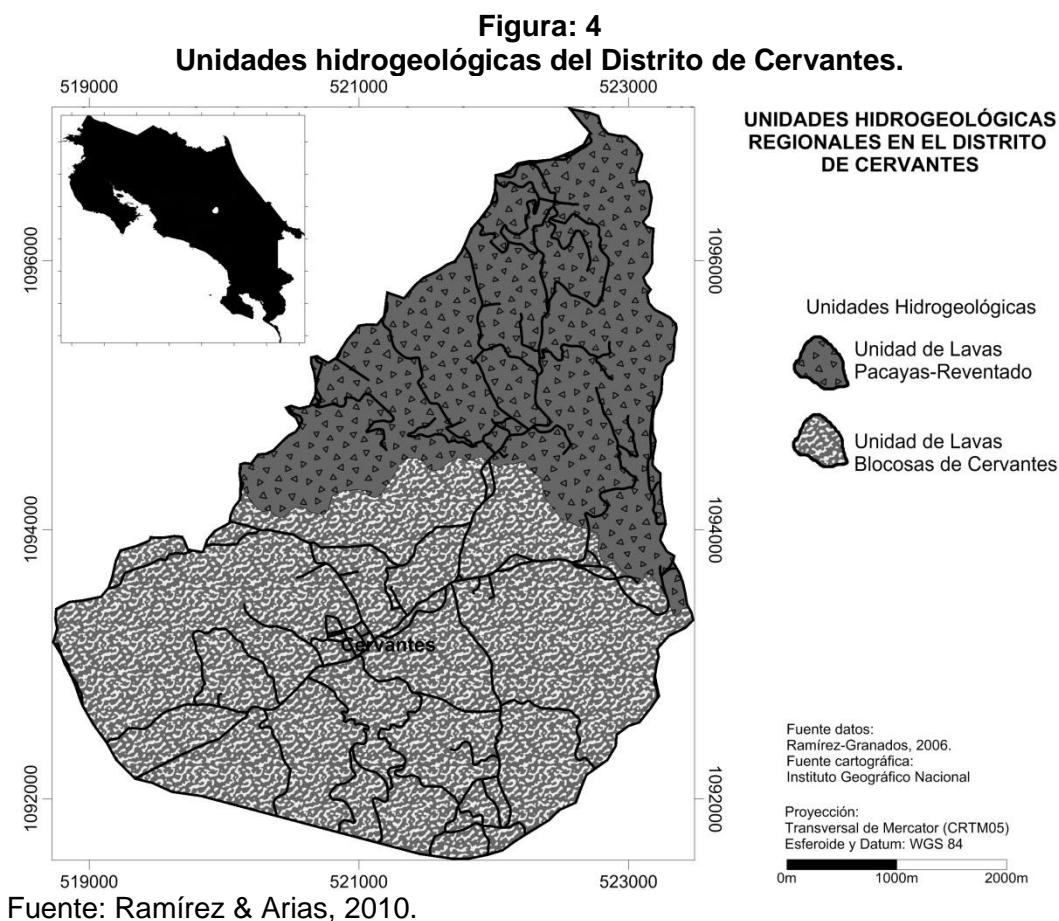 Figura: 4
Unidades hidrogeológicas del Distrito de Cervantes.
519000
521000
523000
UNIDADES HIDROGEOLÓGICAS
REGIONALES EN EL DISTRITO
DE CERVANTES
1096000
1096000
Unidades Hidrogeológicas
Unidad de Lavas
Pacayas-Reventado
Unidad de Lavas
Blocosas de Cervantes
1094000
1094000
Cervantes
Fuente datos:
Ramírez-Granados, 2006.
Fuente cartográfica:
Instituto Geográfico Nacional
1092000
1092000
Proyección:
Transversal de Mercator (CRTM05)
Esferoide y Datum: WGS 84
0m
1000m
2000m
519000
521000
523000
Fuente: Ramírez & Arias, 2010.